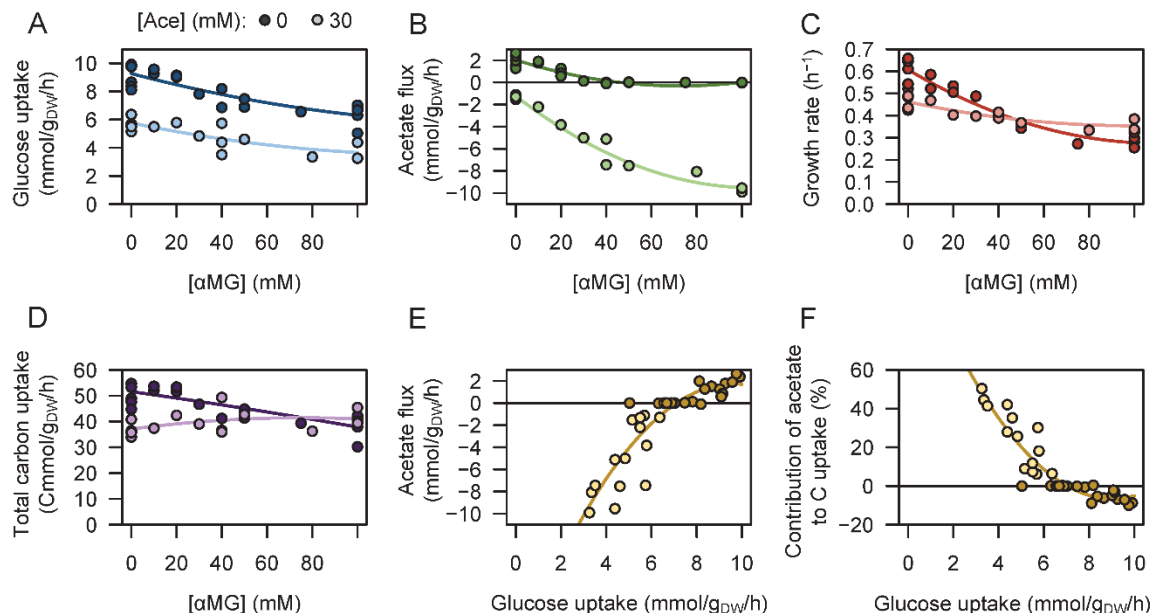 [Ace] (mM): 0 30
A
Glucose uptake
(mmol/gDW/h)
10
8
6
4
2
0
0 20 40 60 80
[αMG] (mM)
B
Acetate flux
(mmol/gDW/h)
2
0
−2
−4
−6
−8
−10
0 20 40 60 80
[αMG] (mM)
C
Growth rate (h⁻¹)
0.7
0.6
0.5
0.4
0.3
0.2
0.1
0.0
0 20 40 60 80
[αMG] (mM)
D
Total carbon uptake
(Cmmol/gDW/h)
60
50
40
30
20
10
0
0 20 40 60 80
[αMG] (mM)
E
Acetate flux
(mmol/gDW/h)
2
0
−2
−4
−6
−8
−10
0 2 4 6 8 10
Glucose uptake (mmol/gDW/h)
F
Contribution of acetate
to C uptake (%)
60
40
20
0
−20
0 2 4 6 8 10
Glucose uptake (mmol/gDW/h)